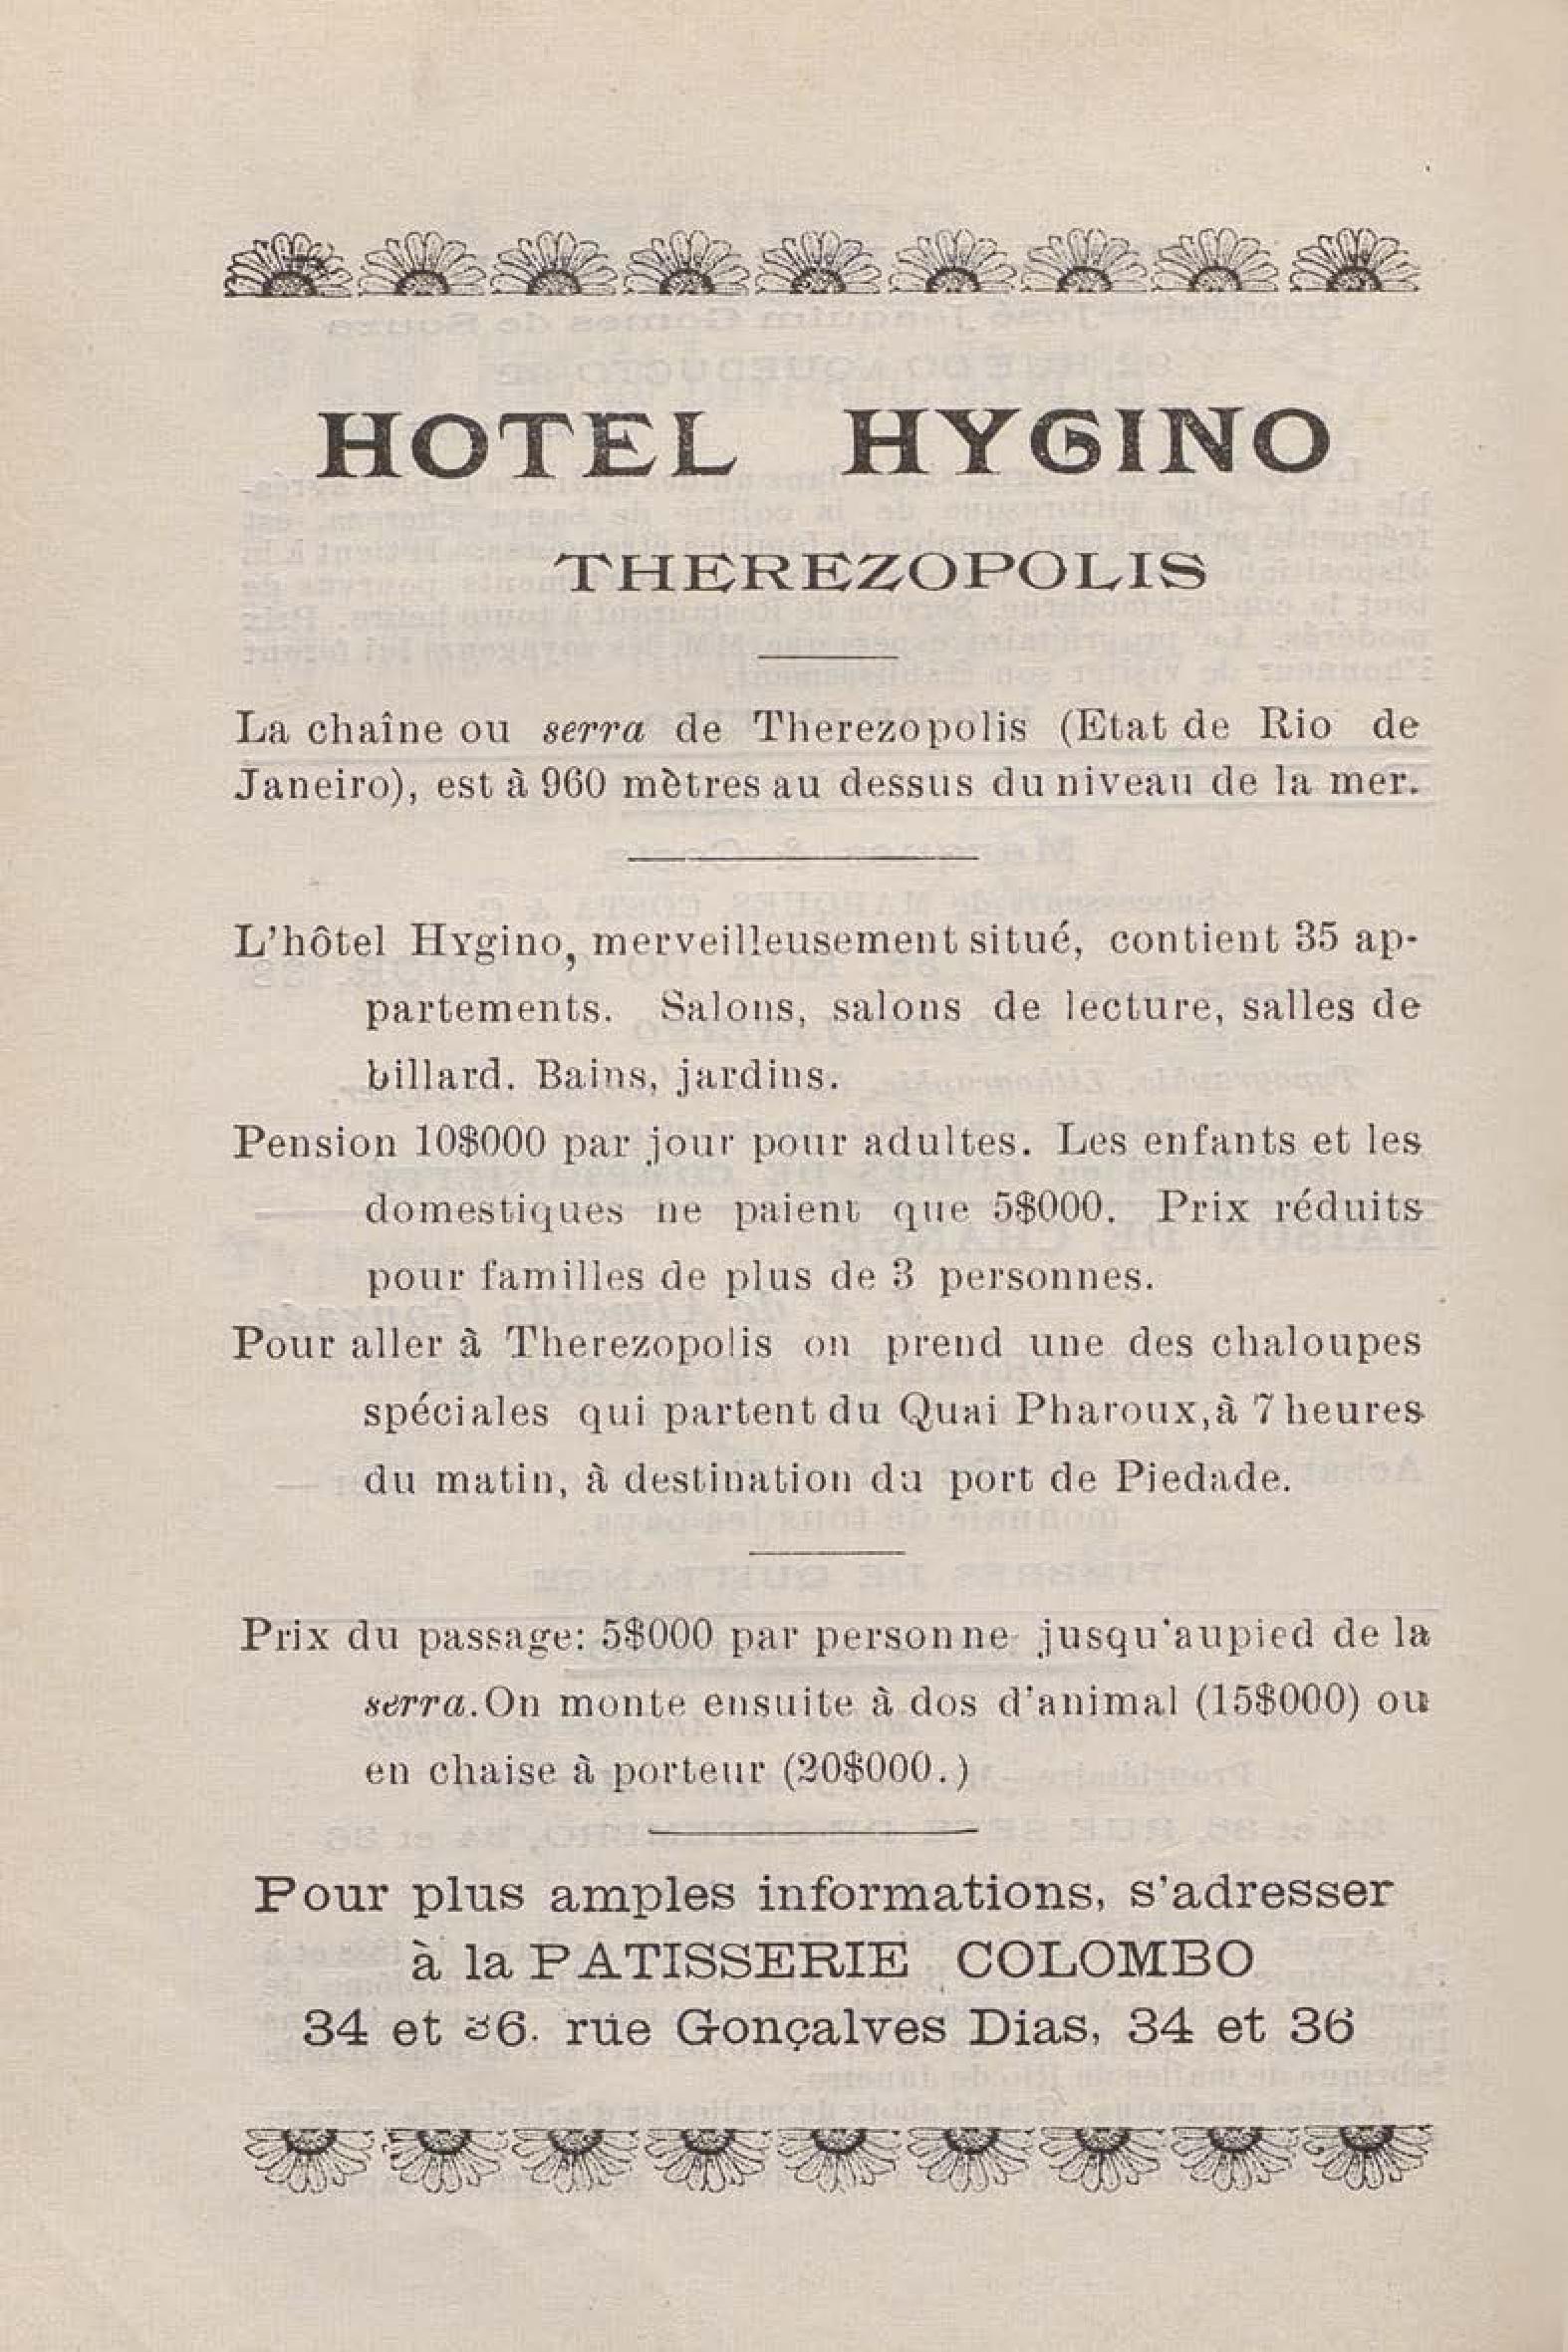 HOTEL HYGINO
THEREZOPOLIS
La chaîne ou serra de Therezopolis (Etat de Rio de
Janeiro), est à 960 mètres au dessus du niveau de la mer.
L'hôtel Hygino, merveilleusement situé, contient 35 ap-
partements. Salons, salons de lecture, salles de
billard. Bains, jardins.
Pension 10$000 par jour pour adultes. Les enfants et les
domestiques ne paient que 5$000. Prix réduits
pour familles de plus de 3 personnes.
Pour aller à Therezopolis on prend une des chaloupes
spéciales qui partent du Quai Pharoux, à 7 heures
du matin, à destination du port de Piedade.
Prix du passage: 5$000 par personne jusqu'au pied de la
serra. On monte ensuite à dos d'animal (15$000) ou
en chaise à porteur (20$000.)
Pour plus amples informations, s'adresser
à la PATISSERIE COLOMBO
34 et 36. rue Gonçalves Dias, 34 et 36